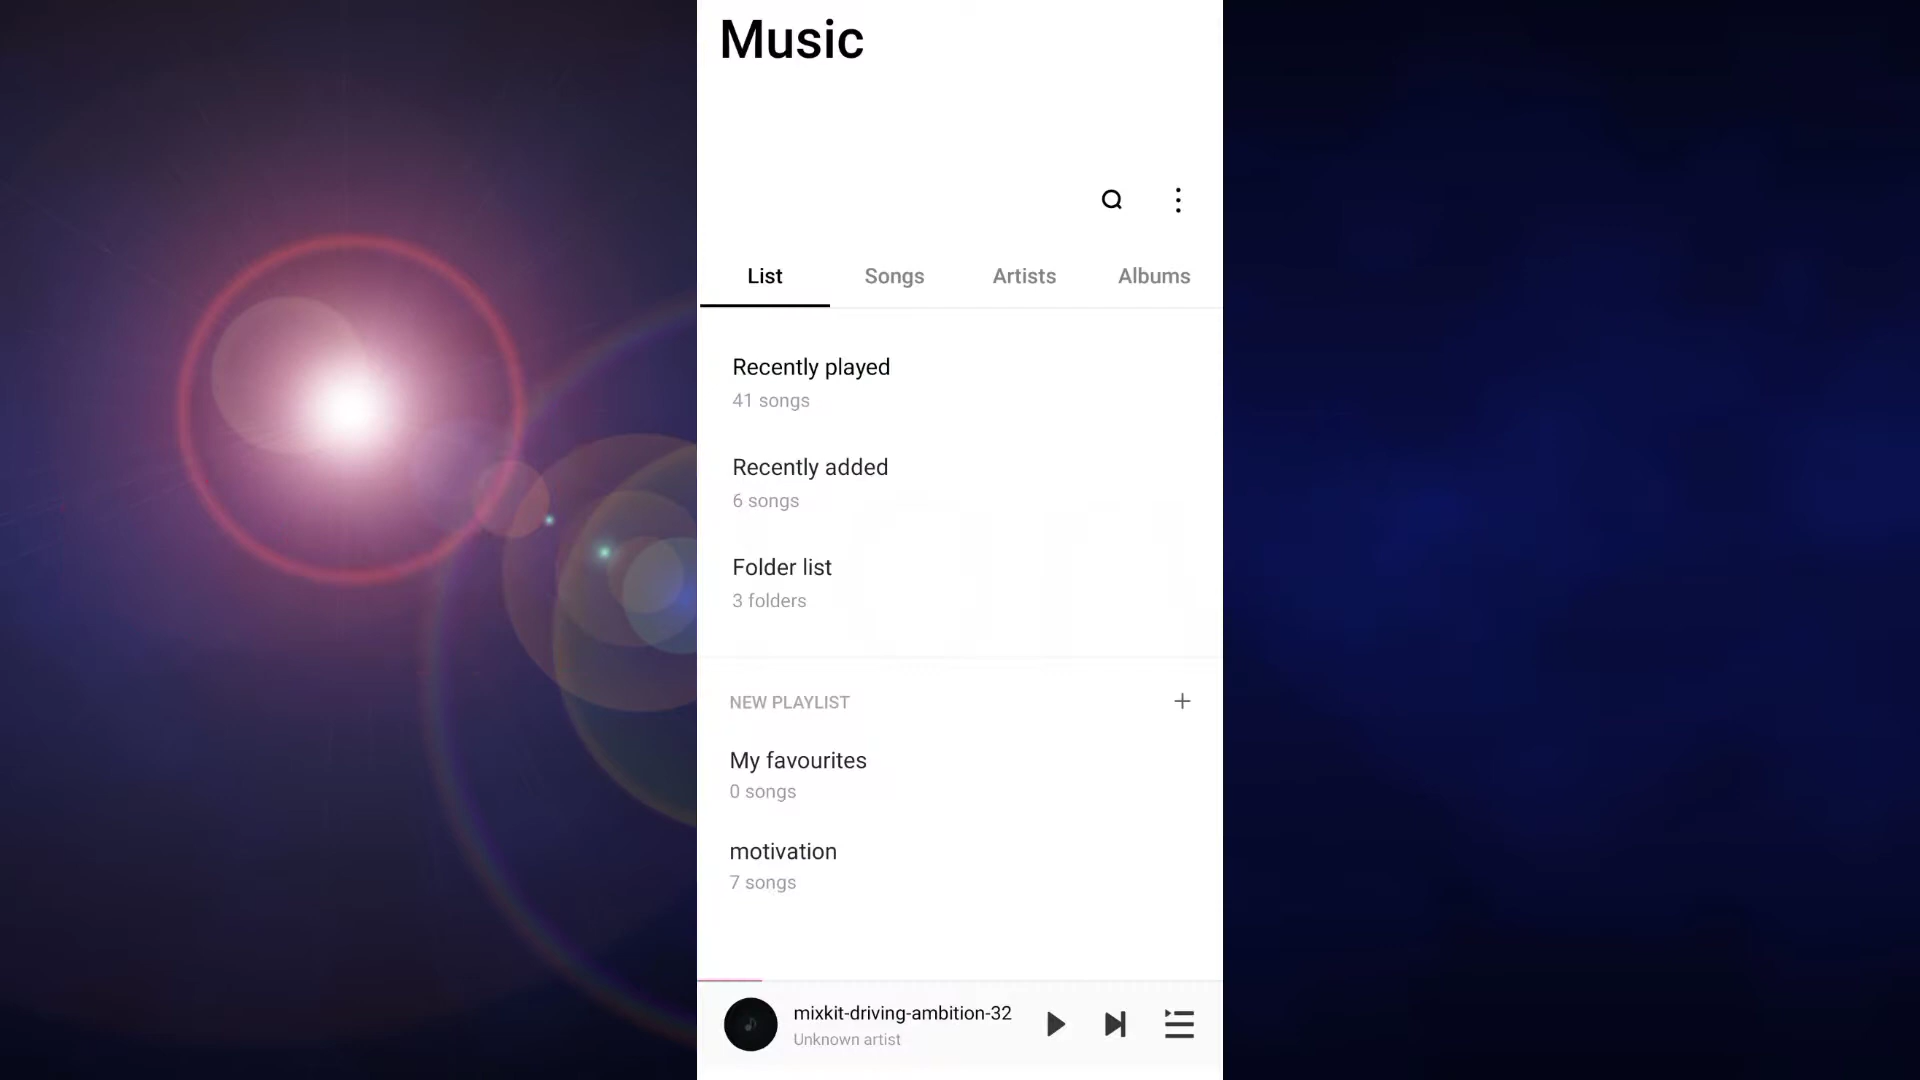 Music
List Songs Artists Albums
Recently played
41 songs
Recently added
6 songs
Folder list
3 folders
NEW PLAYLIST
My favourites
0 songs
motivation
7 songs
mixkit-driving-ambition-32
Unknown artist